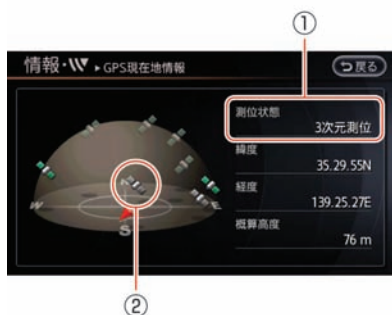 ①
情報・W ▸ GPS現在地情報
戻る
測位状態
3次元測位
緯度
35.29.55N
経度
139.25.27E
概算高度
76 m
W
E
S
②